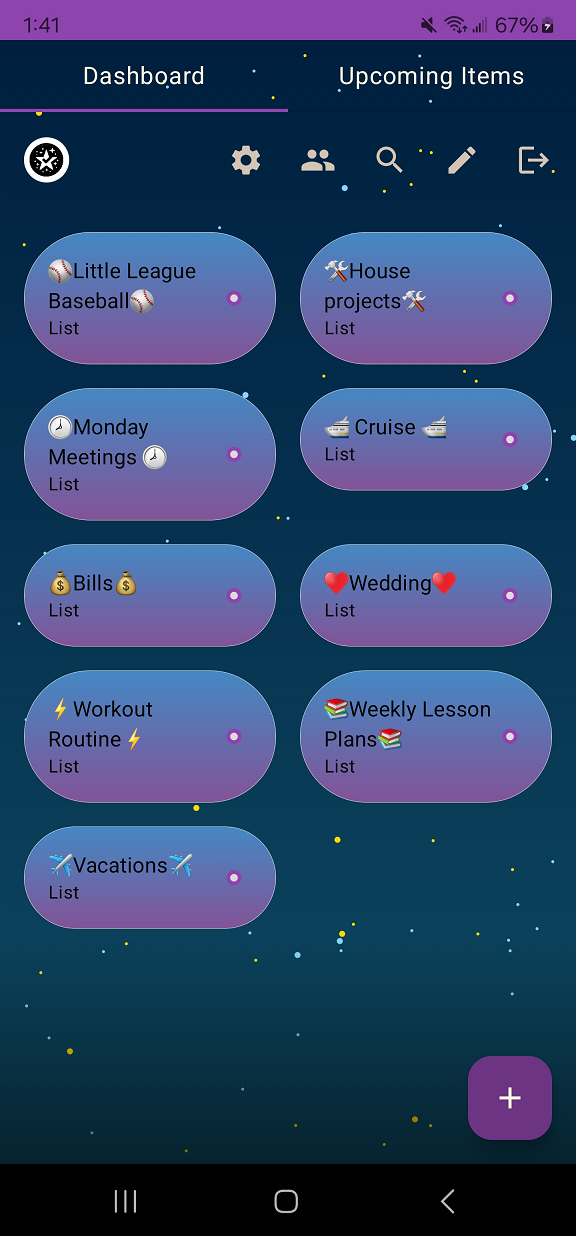 1:41
67%
Dashboard
Upcoming Items
⚾Little League
Baseball⚾
List
🛠️House
projects🛠️
List
🕗Monday
Meetings 🕗
List
🛥️ Cruise 🛥️
List
💰Bills💰
List
❤️Wedding❤️
List
⚡Workout
Routine⚡
List
📚Weekly Lesson
Plans📚
List
✈️Vacations✈️
List